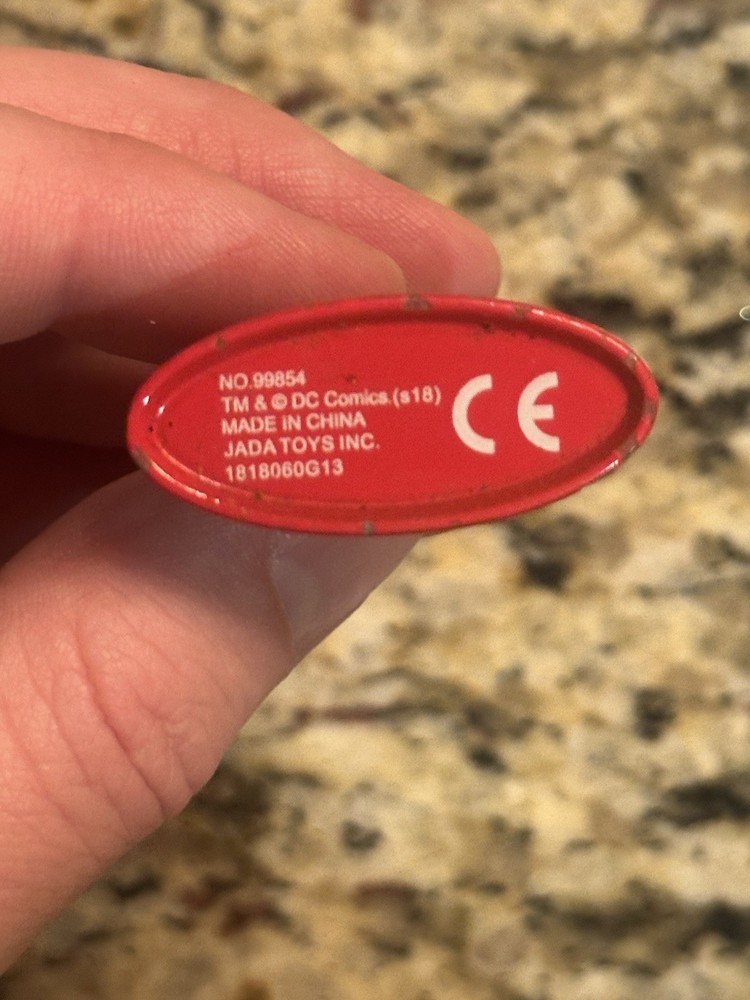 NO.99854
TM & © DC Comics.(s18)
MADE IN CHINA
JADA TOYS INC.
1818060G13
CE